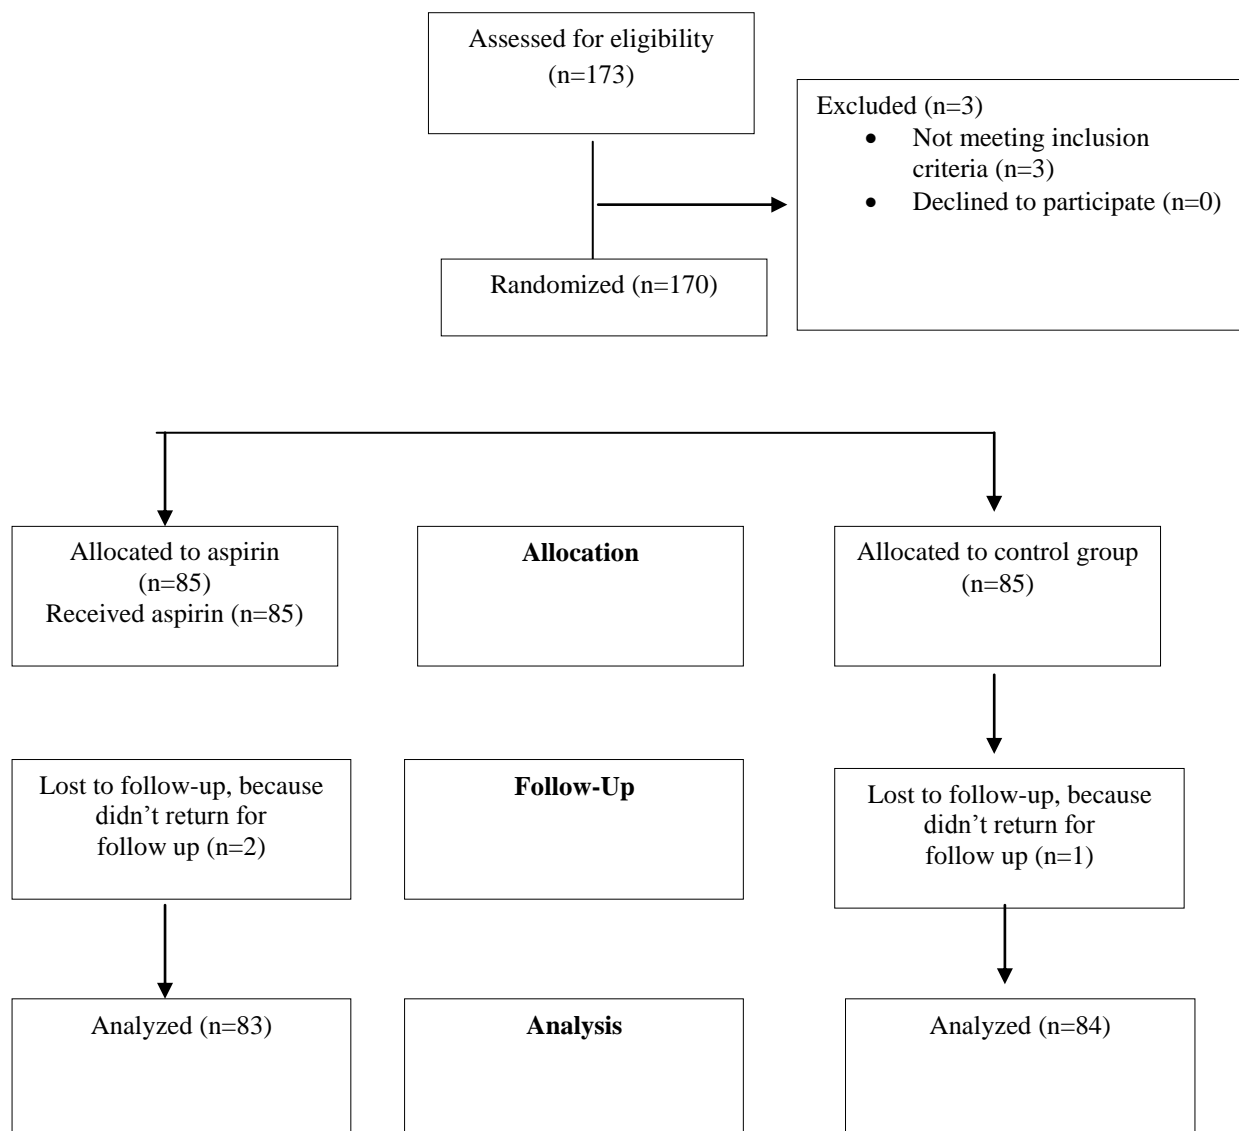 Assessed for eligibility
(n=173)
Excluded (n=3)
• Not meeting inclusion
criteria (n=3)
• Declined to participate (n=0)
Randomized (n=170)
Allocated to aspirin
(n=85)
Received aspirin (n=85)
Allocation
Allocated to control group
(n=85)
Lost to follow-up, because
didn’t return for
follow up (n=2)
Follow-Up
Lost to follow-up, because
didn’t return for
follow up (n=1)
Analyzed (n=83)
Analysis
Analyzed (n=84)